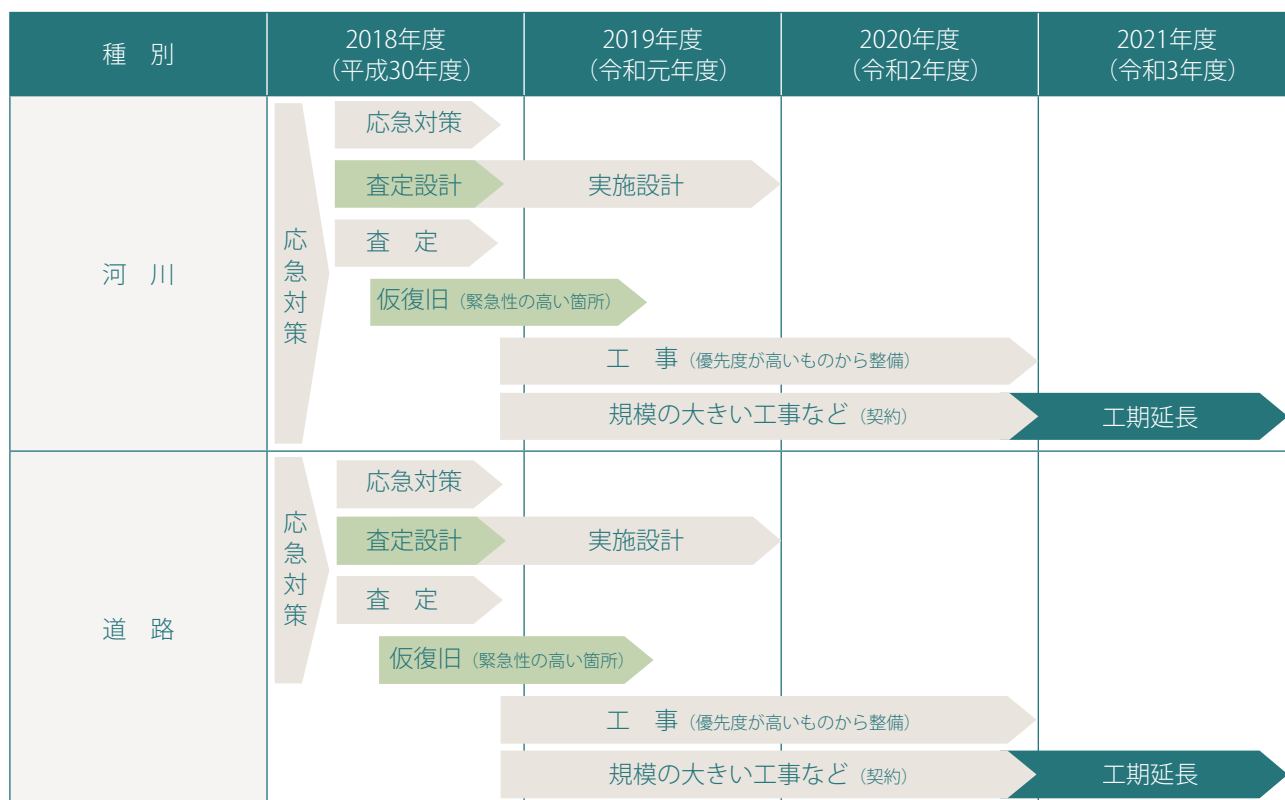 種　別
2018年度
（平成30年度）
2019年度
（令和元年度）
2020年度
（令和2年度）
2021年度
（令和3年度）
河　川
応急対策
応急対策
査定設計
実施設計
査　定
仮復旧（緊急性の高い箇所）
工　事（優先度が高いものから整備）
規模の大きい工事など（契約）
工期延長
道　路
応急対策
応急対策
査定設計
実施設計
査　定
仮復旧（緊急性の高い箇所）
工　事（優先度が高いものから整備）
規模の大きい工事など（契約）
工期延長